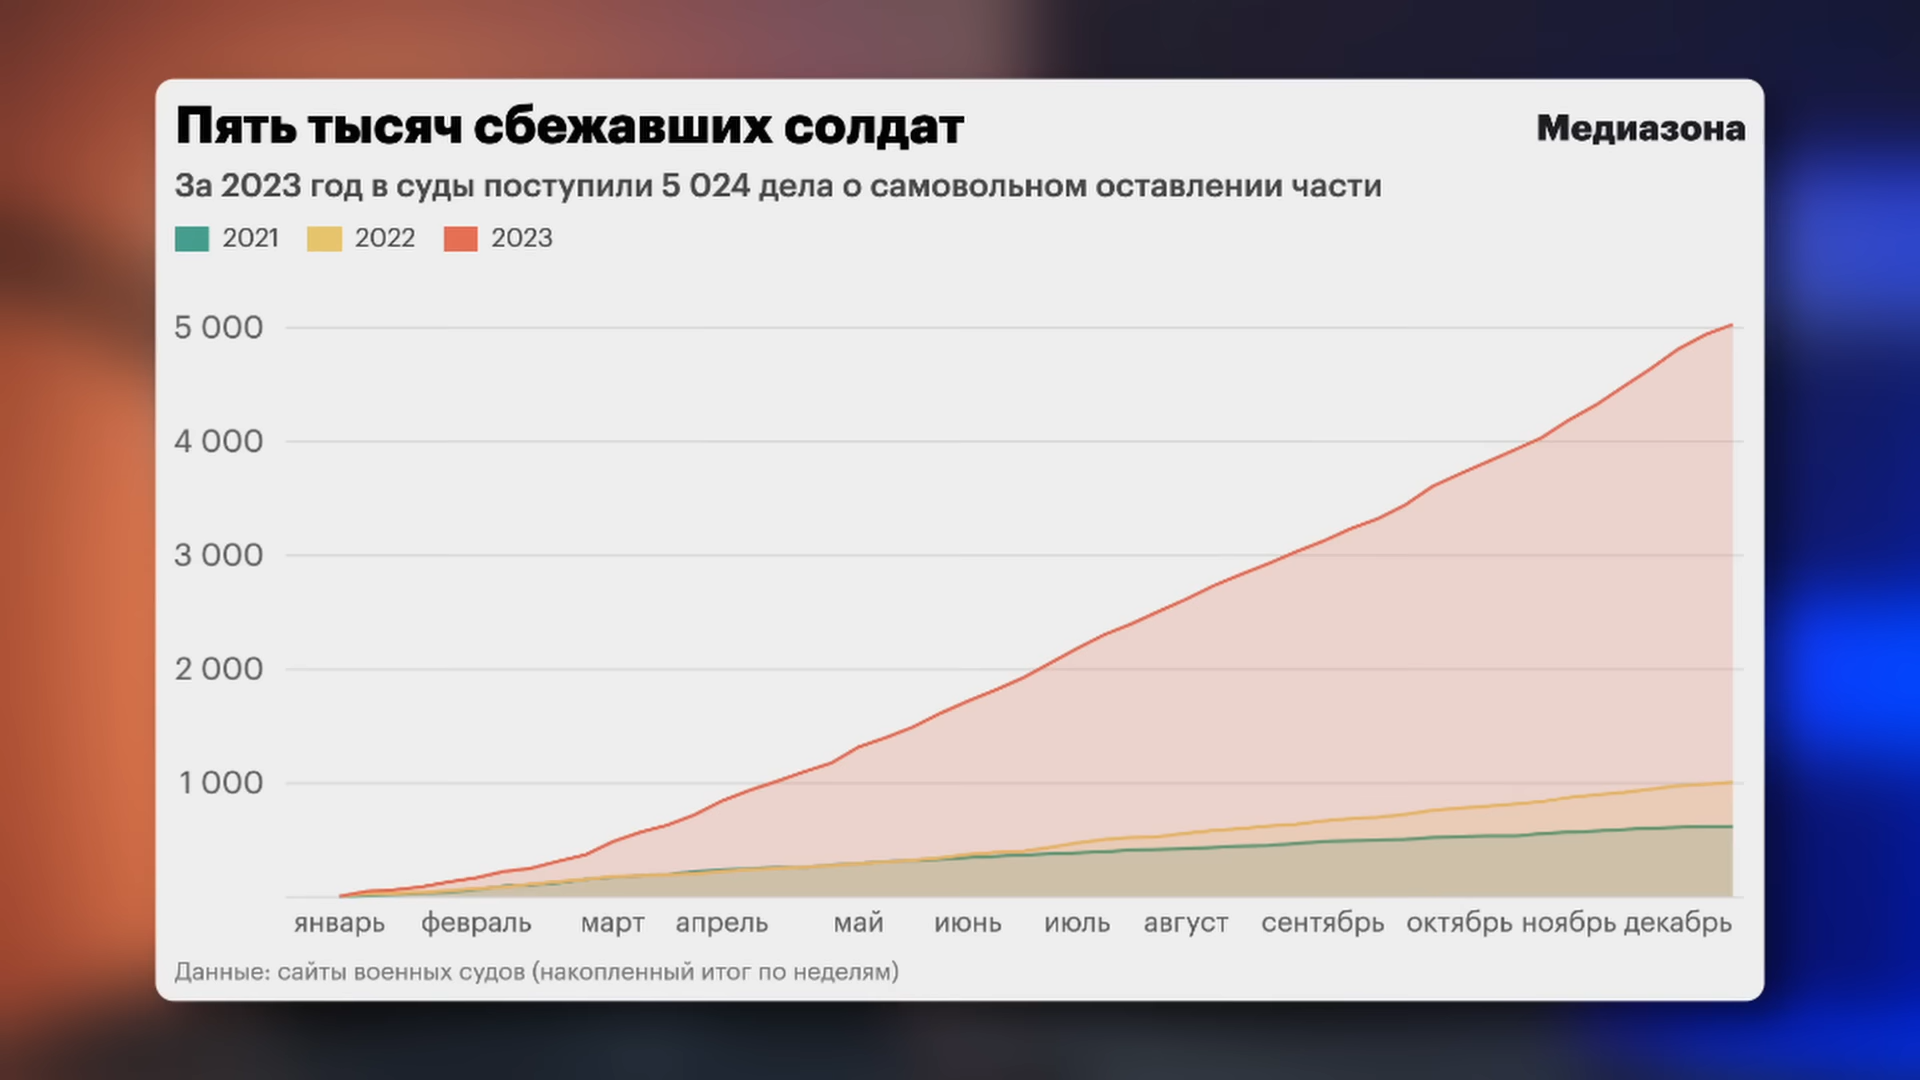 Пять тысяч сбежавших солдат
Медиазона
За 2023 год в суды поступили 5 024 дела о самовольном оставлении части
2021 2022 2023
5 000
4 000
3 000
2 000
1 000
январь февраль март апрель май июнь июль август сентябрь октябрь ноябрь декабрь
Данные: сайты военных судов (накопленный итог по неделям)